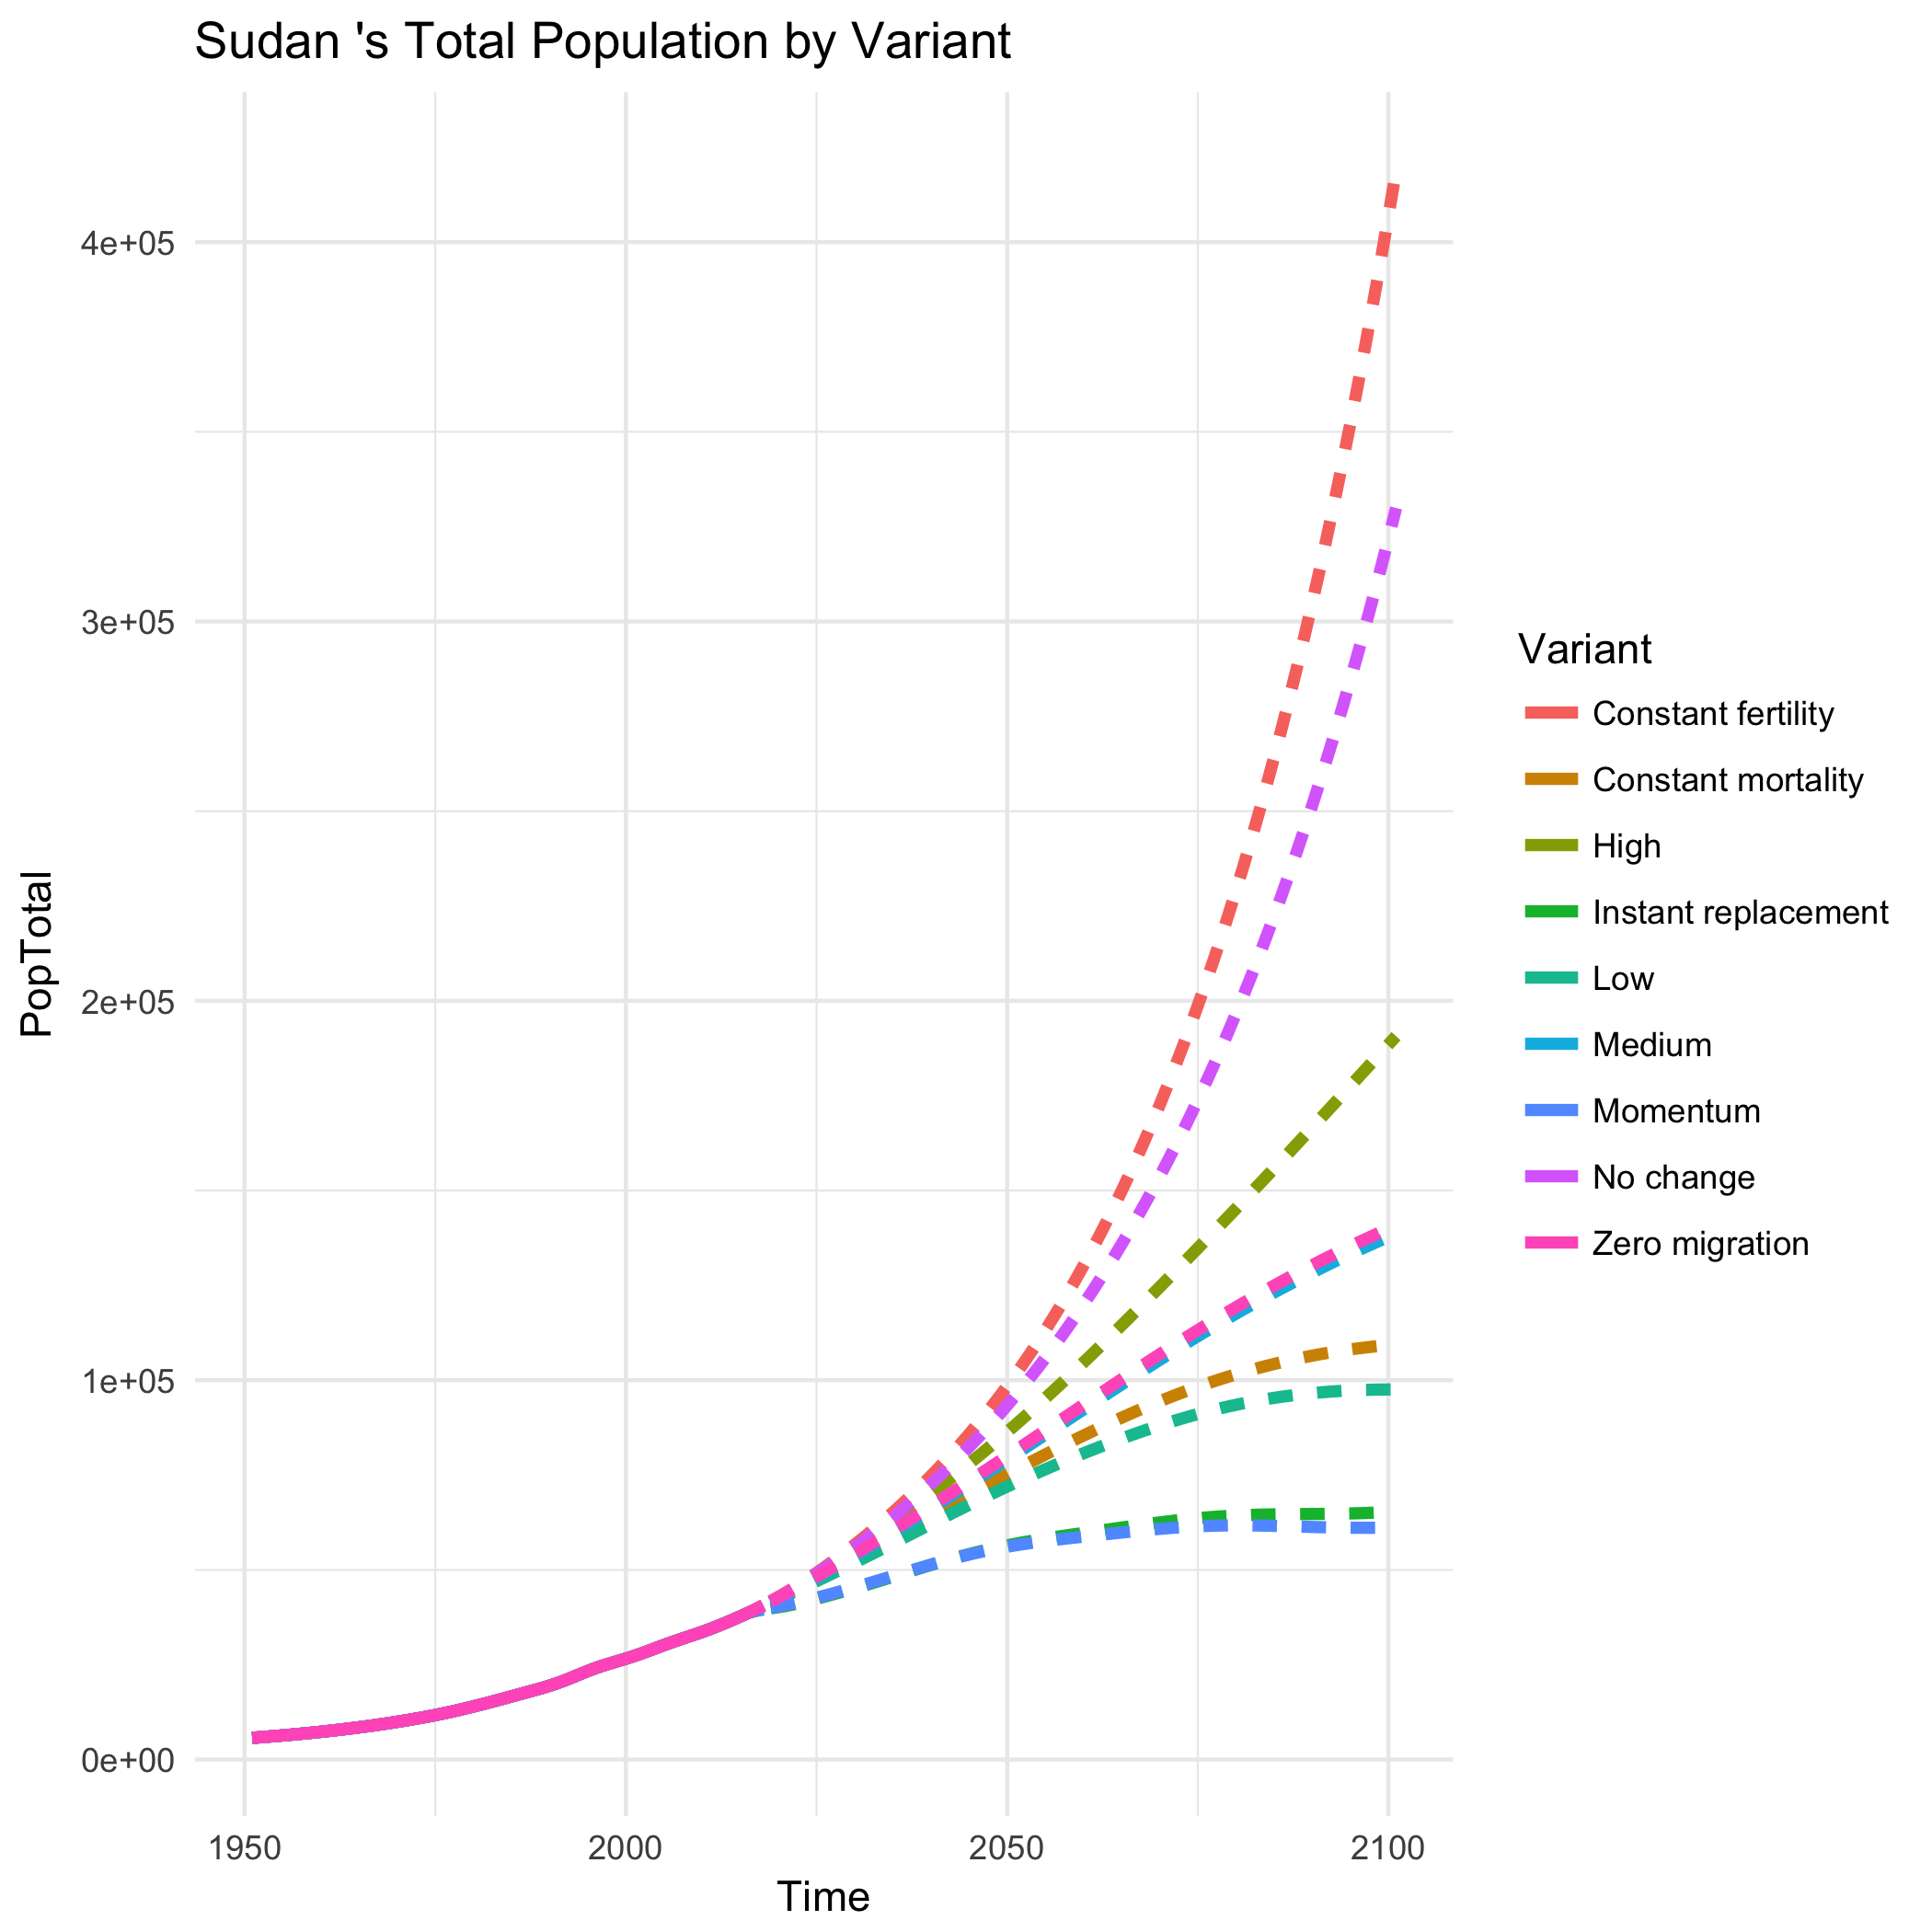 Sudan 's Total Population by Variant
PopTotal
4e+05
3e+05
2e+05
1e+05
0e+00
1950 2000 2050 2100
Time
Variant
Constant fertility
Constant mortality
High
Instant replacement
Low
Medium
Momentum
No change
Zero migration